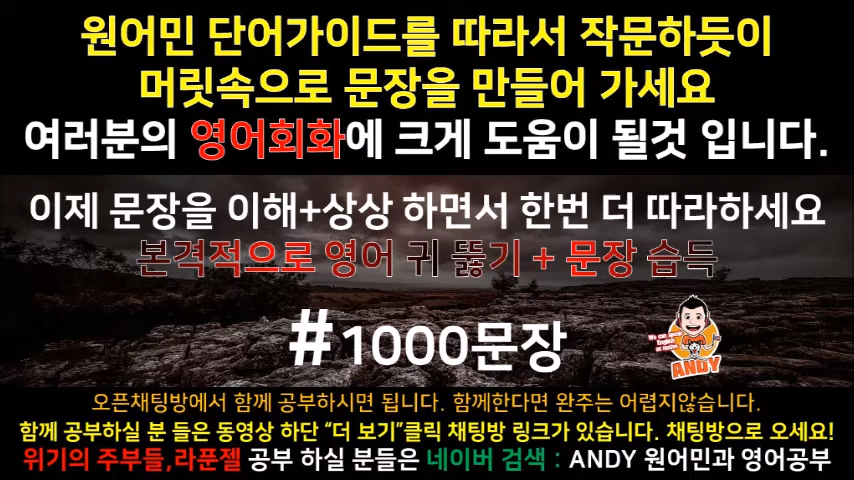 원어민 단어가이드를 따라서 작문하듯이
머릿속으로 문장을 만들어 가세요
여러분의 영어회화에 크게 도움이 될것 입니다.
이제 문장을 이해+상상 하면서 한번 더 따라하세요
본격적으로 영어 귀 뚫기 + 문장 습득
#1000문장
We can speak
English
as native
ANDY
오픈채팅방에서 함께 공부하시면 됩니다. 함께한다면 완주는 어렵지않습니다.
함께 공부하실 분 들은 동영상 하단 “더 보기”클릭 채팅방 링크가 있습니다. 채팅방으로 오세요!
위기의 주부들,라푼젤 공부 하실 분들은 네이버 검색 : ANDY 원어민과 영어공부